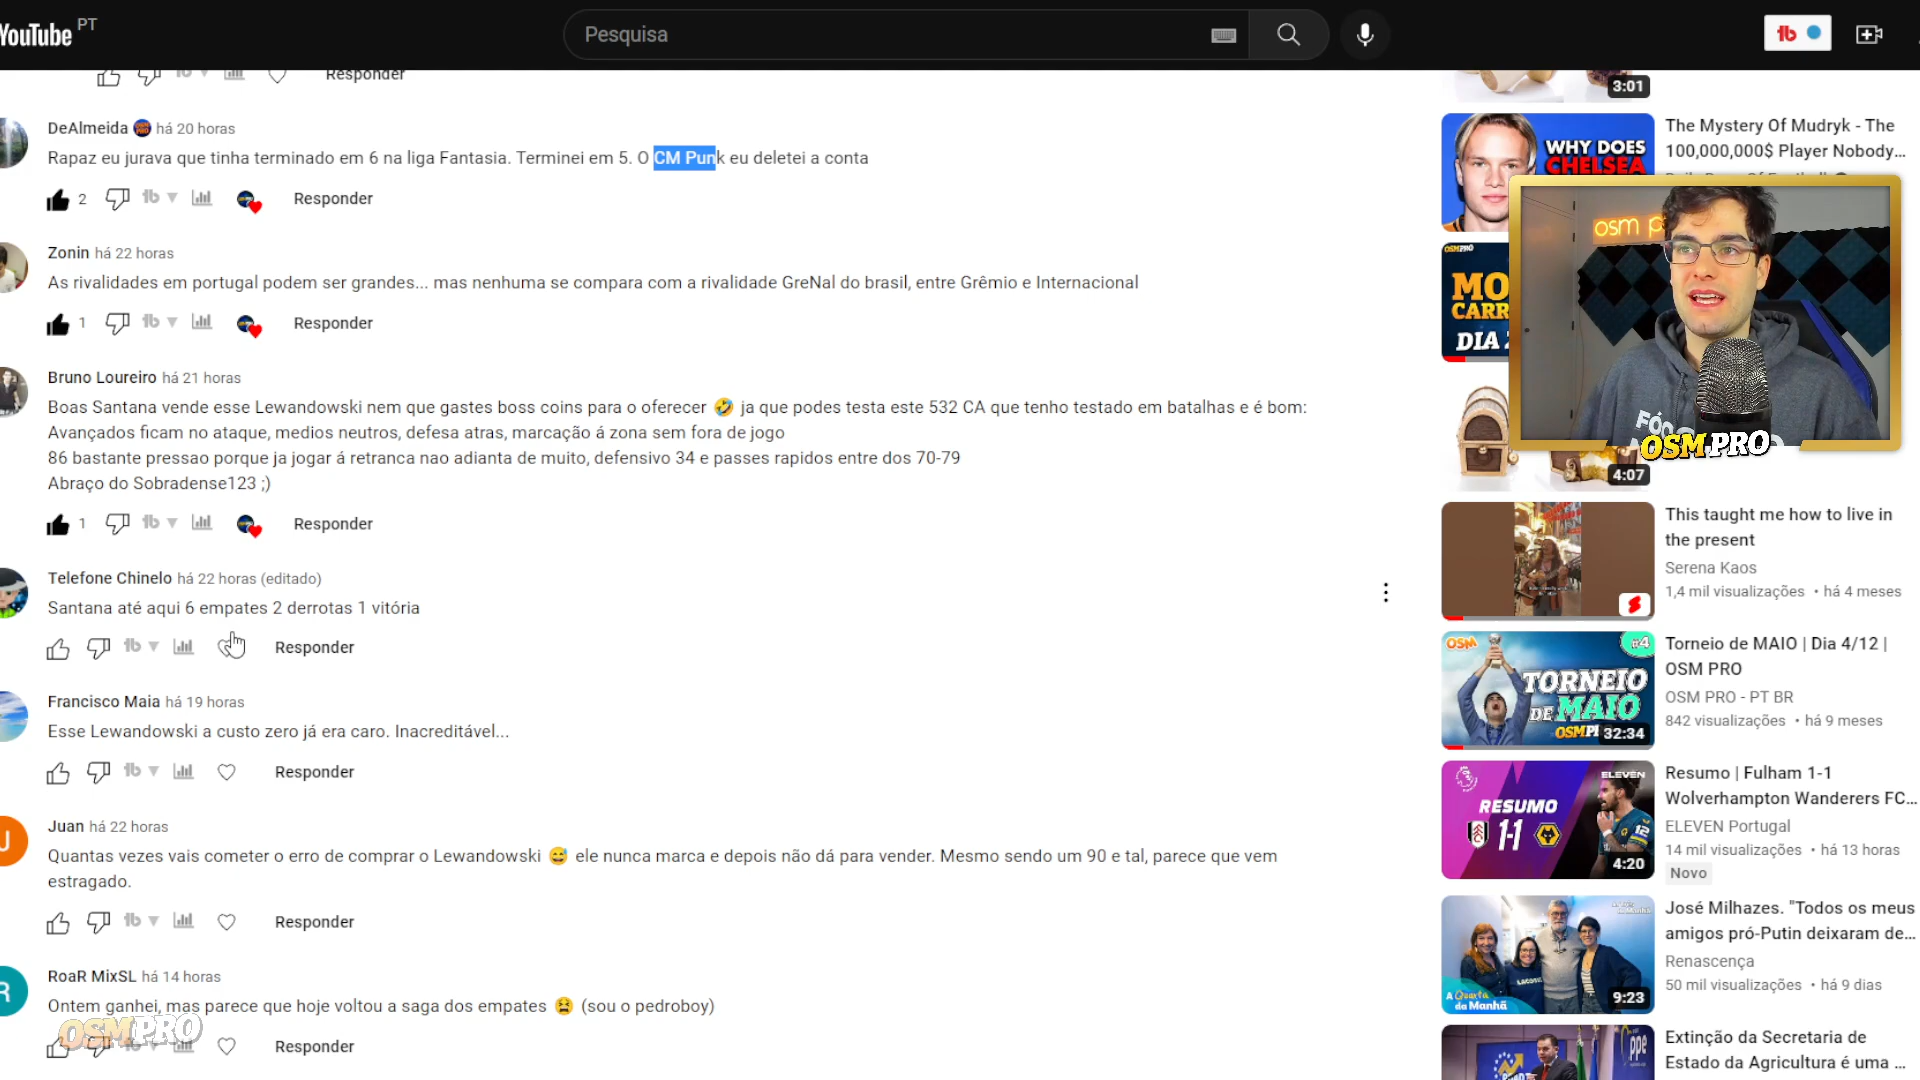 YouTube PT
Pesquisa
Responder
DeAlmeida há 20 horas
Rapaz eu jurava que tinha terminado em 6 na liga Fantasia. Terminei em 5. O CM Punk eu deletei a conta
2 Responder
Zonin há 22 horas
As rivalidades em portugal podem ser grandes... mas nenhuma se compara com a rivalidade GreNal do brasil, entre Grêmio e Internacional
1 Responder
Bruno Loureiro há 21 horas
Boas Santana vende esse Lewandowski nem que gastes boss coins para o oferecer 🤣 ja que podes testa este 532 CA que tenho testado em batalhas e é bom:
Avançados ficam no ataque, medios neutros, defesa atras, marcação á zona sem fora de jogo
86 bastante pressao porque ja jogar á retranca nao adianta de muito, defensivo 34 e passes rapidos entre dos 70-79
Abraço do Sobradense123 ;)
1 Responder
Telefone Chinelo há 22 horas (editado)
Santana até aqui 6 empates 2 derrotas 1 vitória
Responder
Francisco Maia há 19 horas
Esse Lewandowski a custo zero já era caro. Inacreditável...
Responder
Juan há 22 horas
Quantas vezes vais cometer o erro de comprar o Lewandowski 😅 ele nunca marca e depois não dá para vender. Mesmo sendo um 90 e tal, parece que vem
estragado.
Responder
RoaR MixSL há 14 horas
Ontem ganhei, mas parece que hoje voltou a saga dos empates 😫 (sou o pedroboy)
OSM PRO
Responder
3:01
WHY DOES
CHELSEA
The Mystery Of Mudryk - The
100,000,000$ Player Nobody...
osm p
OSM PRO
OSMPRO
MO
CARR
DIA
4:07
This taught me how to live in
the present
Serena Kaos
1,4 mil visualizações • há 4 meses
OSM
#4
TORNEIO
DE MAIO
32:34
Torneio de MAIO | Dia 4/12 |
OSM PRO
OSM PRO - PT BR
842 visualizações • há 9 meses
ELEVEN
RESUMO
1-1
4:20
Resumo | Fulham 1-1
Wolverhampton Wanderers FC...
ELEVEN Portugal
14 mil visualizações • há 13 horas
Novo
A Quarta
da Manhã
9:23
José Milhazes. "Todos os meus
amigos pró-Putin deixaram de...
Renascença
50 mil visualizações • há 9 dias
ppe
Extinção da Secretaria de
Estado da Agricultura é uma ...